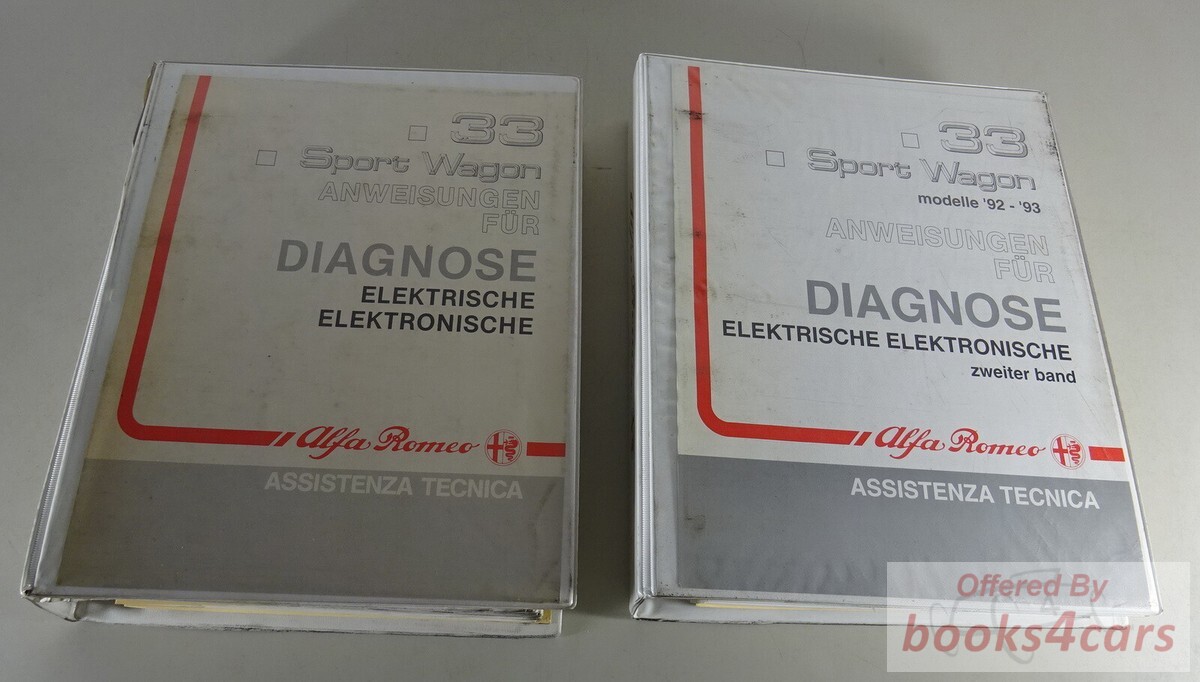 33
Sport Wagon
ANWEISUNGEN
FÜR
DIAGNOSE
ELEKTRISCHE
ELEKTRONISCHE
Alfa Romeo
ASSISTENZA TECNICA
33
Sport Wagon
modelle '92 - '93
ANWEISUNGEN
FÜR
DIAGNOSE
ELEKTRISCHE ELEKTRONISCHE
zweiter band
Alfa Romeo
ASSISTENZA TECNICA
Offered By
books4cars